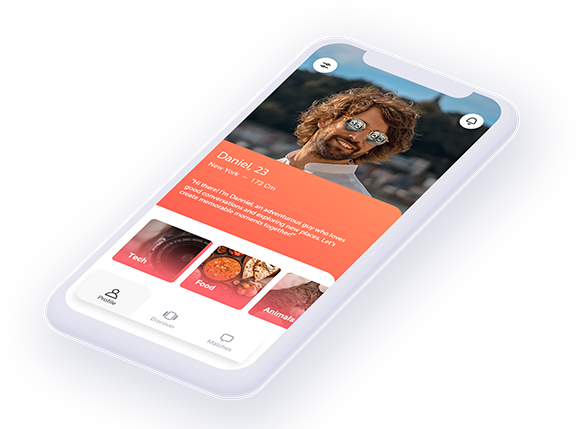 Daniel, 23
New York — 173 Cm
"Hi there! I'm Danniel, an adventurous guy who loves
good conversations and exploring new places. Let's
create memorable moments together!"
Tech
Food
Animals
Profile
Discover
Matches